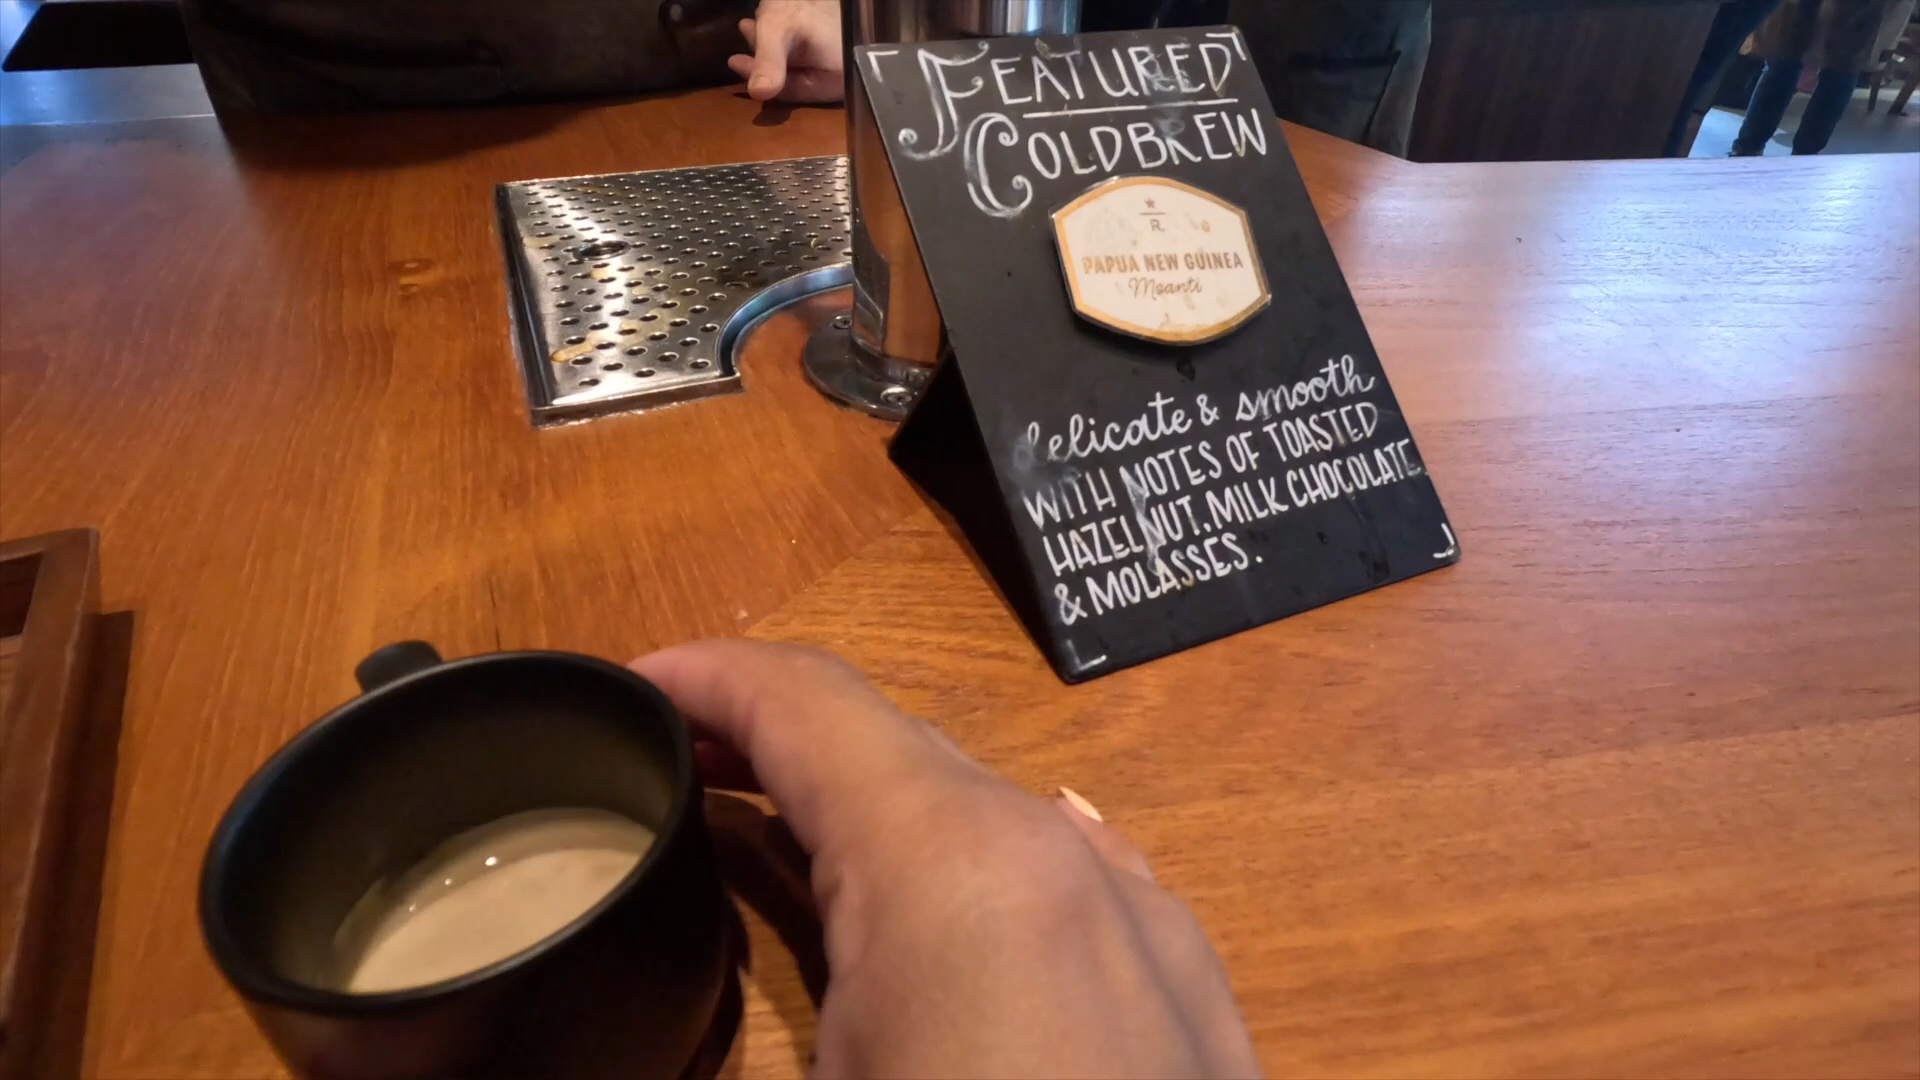 FEATURED
COLDBREW
R
PAPUA NEW GUINEA
Moanti
delicate & smooth
WITH NOTES OF TOASTED
HAZELNUT, MILK CHOCOLATE,
& MOLASSES.